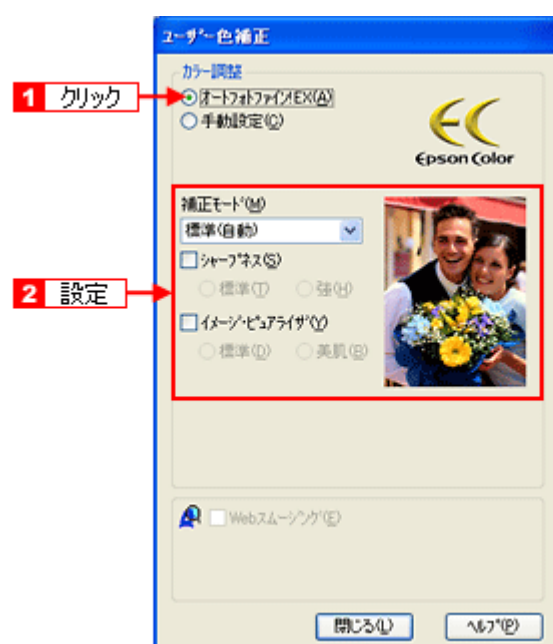 ユーザー色補正
カラー調整
1 クリック
オートフォトファイン!EX(A)
手動設定(C)
EC
Epson Color
補正モード(M)
標準(自動)
シャープネス(S)
2 設定
標準(T) 強(H)
イメージ・ピュアライザ(Y)
標準(D) 美肌(B)
Webスムージング(E)
閉じる(L) ヘルプ(P)